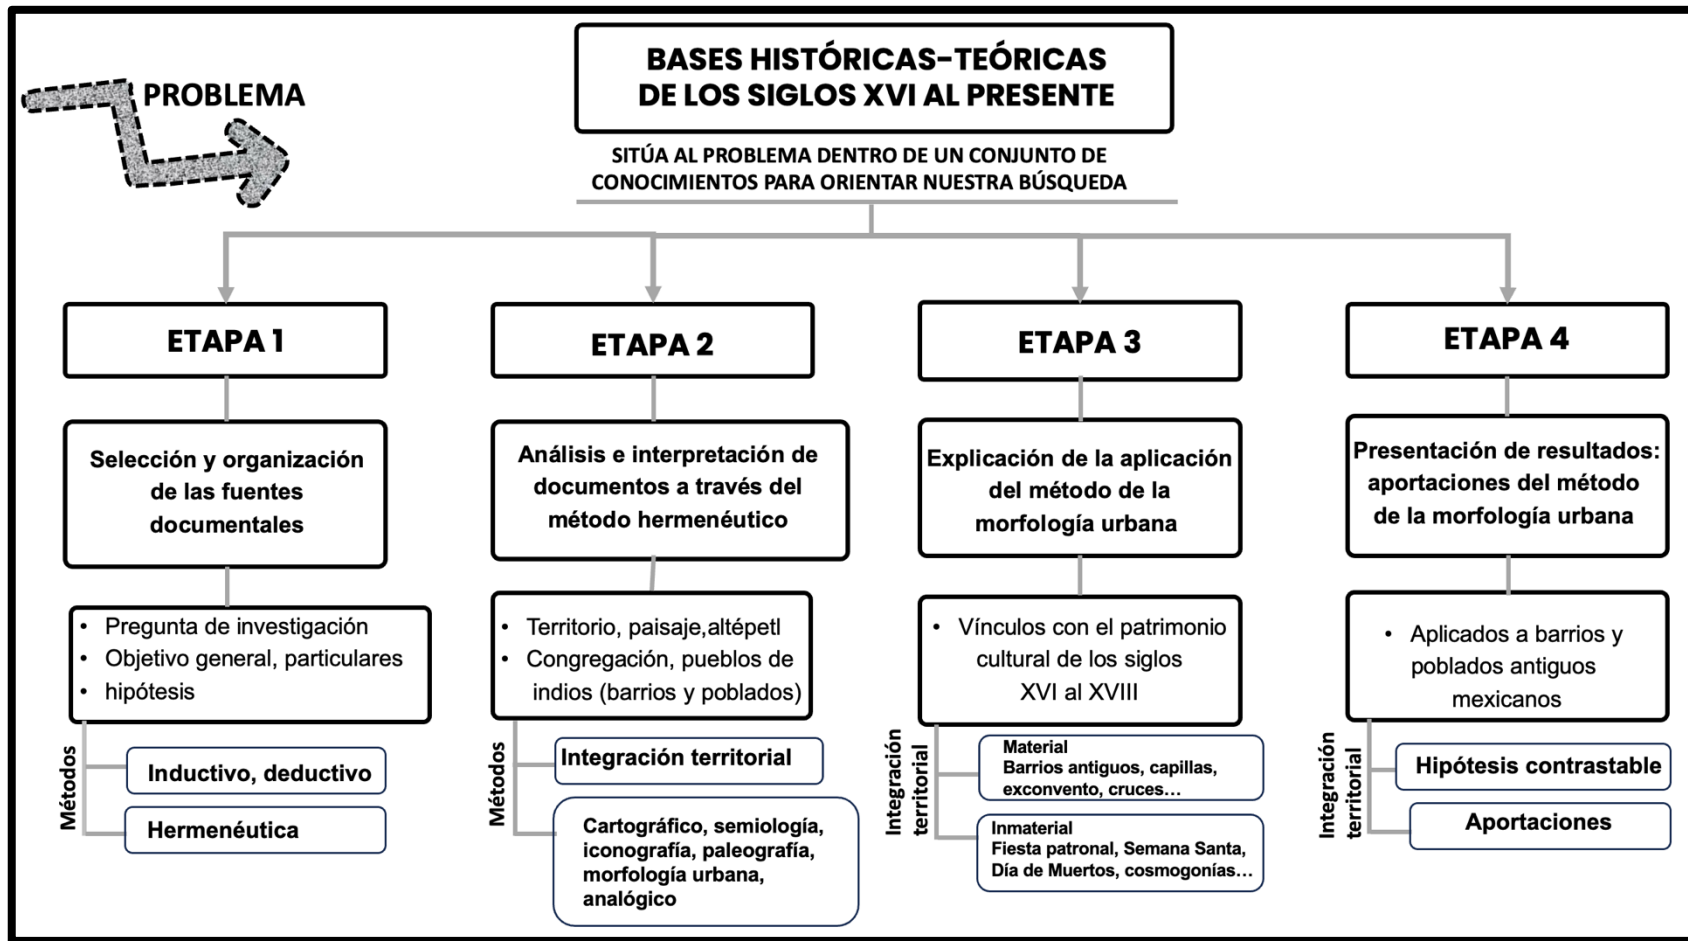 PROBLEMA
BASES HISTÓRICAS-TEÓRICAS
DE LOS SIGLOS XVI AL PRESENTE
SITÚA AL PROBLEMA DENTRO DE UN CONJUNTO DE
CONOCIMIENTOS PARA ORIENTAR NUESTRA BÚSQUEDA
ETAPA 1
Selección y organización
de las fuentes
documentales
• Pregunta de investigación
• Objetivo general, particulares
• hipótesis
Métodos
Inductivo, deductivo
Hermenéutica
ETAPA 2
Análisis e interpretación de
documentos a través del
método hermenéutico
• Territorio, paisaje,altépetl
• Congregación, pueblos de
indios (barrios y poblados)
Métodos
Integración territorial
Cartográfico, semiología,
iconografía, paleografía,
morfología urbana,
analógico
ETAPA 3
Explicación de la aplicación
del método de la
morfología urbana
• Vínculos con el patrimonio
cultural de los siglos
XVI al XVIII
Integración
territorial
Material
Barrios antiguos, capillas,
exconvento, cruces…
Inmaterial
Fiesta patronal, Semana Santa,
Día de Muertos, cosmogonías…
ETAPA 4
Presentación de resultados:
aportaciones del método
de la morfología urbana
• Aplicados a barrios y
poblados antiguos
mexicanos
Integración
territorial
Hipótesis contrastable
Aportaciones